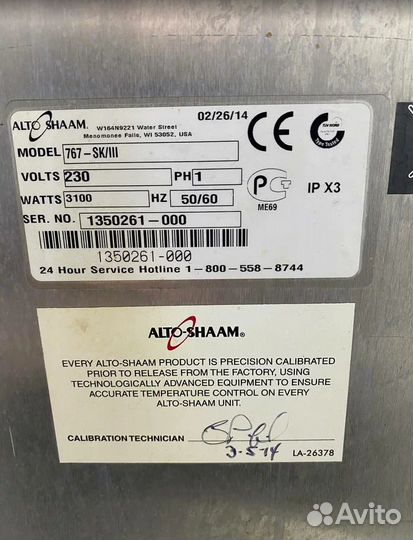 ALTO SHAAM®
W164N9221 Water Street
Menomonee Falls, WI 53052, USA
02/26/14
MODEL 767-SK/III
VOLTS 230 PH 1
WATTS 3100 HZ 50/60
SER. NO. 1350261-000
CE
PG
ME69
IP X3
1350261-000
24 Hour Service Hotline 1-800-558-8744
ALTO-SHAAM®
EVERY ALTO-SHAAM PRODUCT IS PRECISION CALIBRATED
PRIOR TO RELEASE FROM THE FACTORY, USING
TECHNOLOGICALLY ADVANCED EQUIPMENT TO ENSURE
ACCURATE TEMPERATURE CONTROL ON EVERY
ALTO-SHAAM UNIT.
CALIBRATION TECHNICIAN
3-5-14
LA-26378
Avito